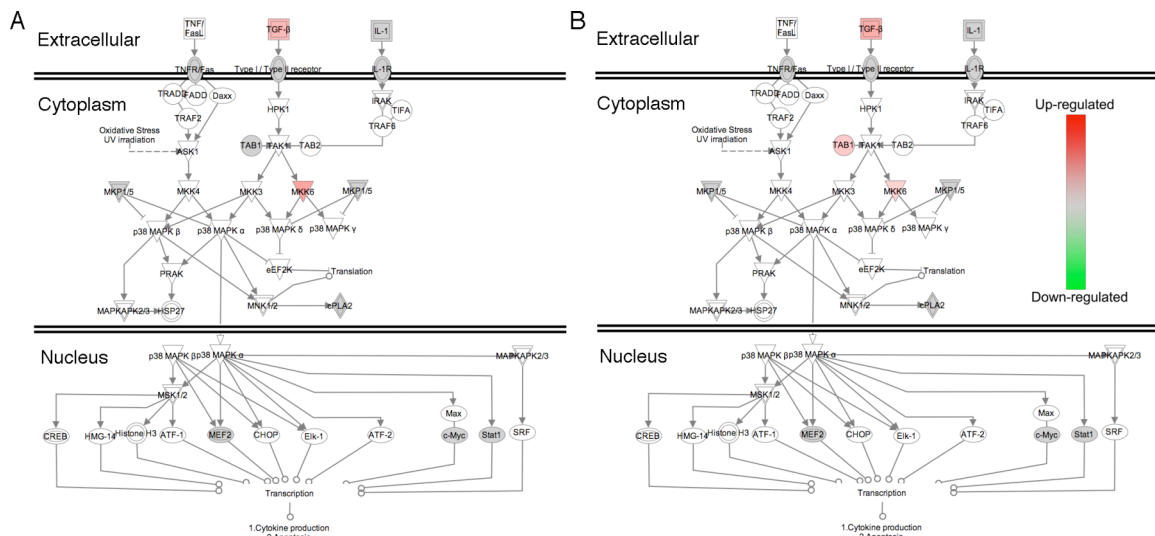 A
Extracellular
TNF/
FasL
TGF-β
IL-1
TNFR/Fas
Type I / Type II receptor
IL-1R
Cytoplasm
TRADD
FADD
Daxx
HPK1
IRAK
TIFA
TRAF2
TRAF6
Oxidative Stress
UV irradiation
ASK1
TAB1
TAK1
TAB2
MKP1/5
MKK4
MKK3
MKK6
MKP1/5
p38 MAPK β
p38 MAPK α
p38 MAPK δ
p38 MAPK γ
PRAK
eEF2K
Translation
MAPKAPK2/3
HSP27
MNK1/2
cPLA2
Nucleus
p38 MAPK β
p38 MAPK α
MAPKAPK2/3
MSK1/2
Max
CREB
HMG-14
Histone H3
ATF-1
MEF2
CHOP
Elk-1
ATF-2
c-Myc
Stat1
SRF
Transcription
1.Cytokine production
B
Extracellular
TNF/
FasL
TGF-β
IL-1
TNFR/Fas
Type I / Type II receptor
IL-1R
Cytoplasm
TRADD
FADD
Daxx
HPK1
IRAK
TIFA
TRAF2
TRAF6
Oxidative Stress
UV irradiation
ASK1
TAB1
TAK1
TAB2
MKP1/5
MKK4
MKK3
MKK6
MKP1/5
p38 MAPK β
p38 MAPK α
p38 MAPK δ
p38 MAPK γ
PRAK
eEF2K
Translation
MAPKAPK2/3
HSP27
MNK1/2
cPLA2
Up-regulated
Down-regulated
Nucleus
p38 MAPK β
p38 MAPK α
MAPKAPK2/3
MSK1/2
Max
CREB
HMG-14
Histone H3
ATF-1
MEF2
CHOP
Elk-1
ATF-2
c-Myc
Stat1
SRF
Transcription
1.Cytokine production